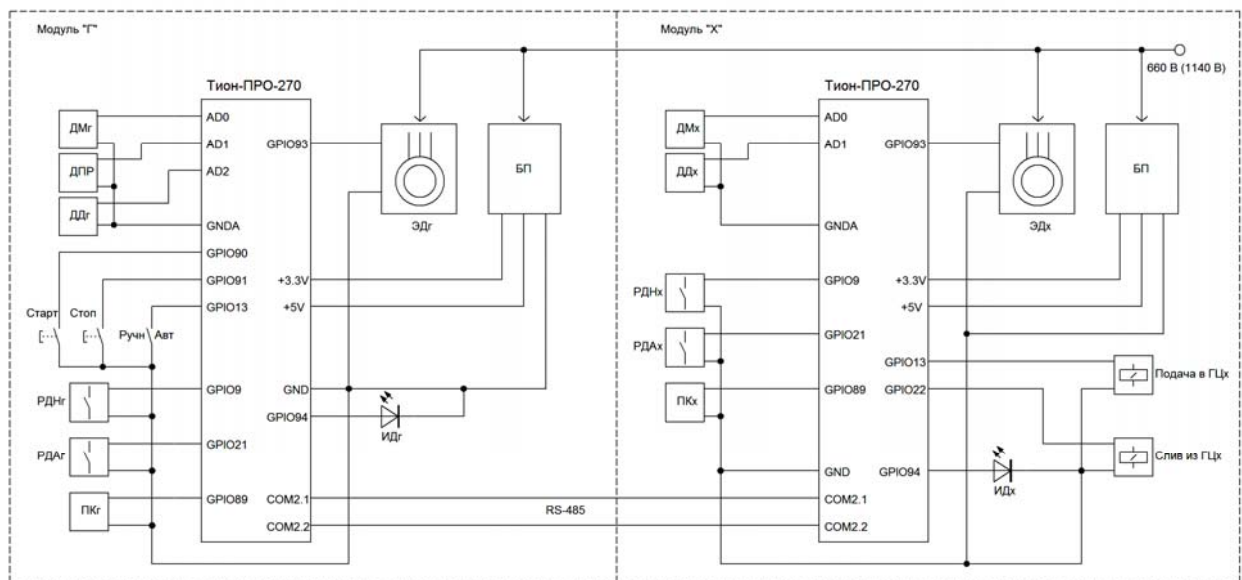 Модуль "Г"
Модуль "Х"
660 В (1140 В)
Тион-ПРО-270
ДМг
ДПР
ДДг
AD0
AD1
AD2
GNDA
GPIO90
GPIO91
GPIO13
GPIO9
GPIO21
GPIO89
GPIO93
+3.3V
+5V
GND
GPIO94
COM2.1
COM2.2
ЭДг
БП
Старт
Стоп
Ручн
Авт
РДНг
РДАг
ПКг
ИДг
RS-485
Тион-ПРО-270
ДМх
ДДх
AD0
AD1
GNDA
GPIO9
GPIO21
GPIO89
GND
COM2.1
COM2.2
GPIO93
+3.3V
+5V
GPIO13
GPIO22
GPIO94
ЭДх
БП
РДНх
РДАх
ПКх
ИДх
Подача в ГЦх
Слив из ГЦх